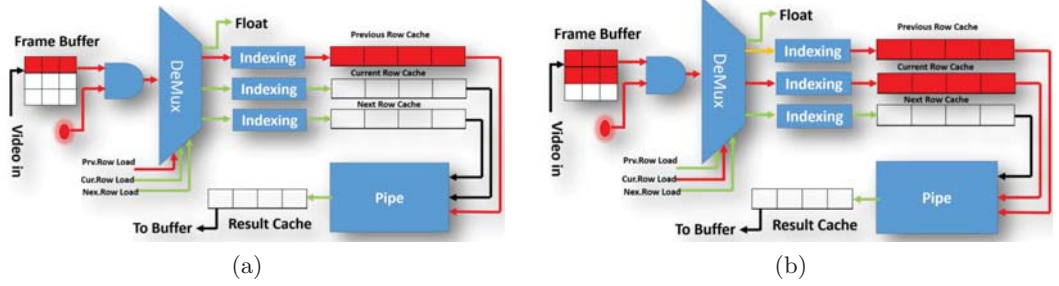 Float
Frame Buffer
Previous Row Cache
Indexing
Current Row Cache
DeMux
Indexing
Next Row Cache
Indexing
Video in
Prv.Row Load
Cur.Row Load
Nex.Row Load
Pipe
To Buffer
Result Cache
(a)
Float
Frame Buffer
Previous Row Cache
Indexing
Current Row Cache
DeMux
Indexing
Next Row Cache
Indexing
Video in
Prv.Row Load
Cur.Row Load
Nex.Row Load
Pipe
To Buffer
Result Cache
(b)